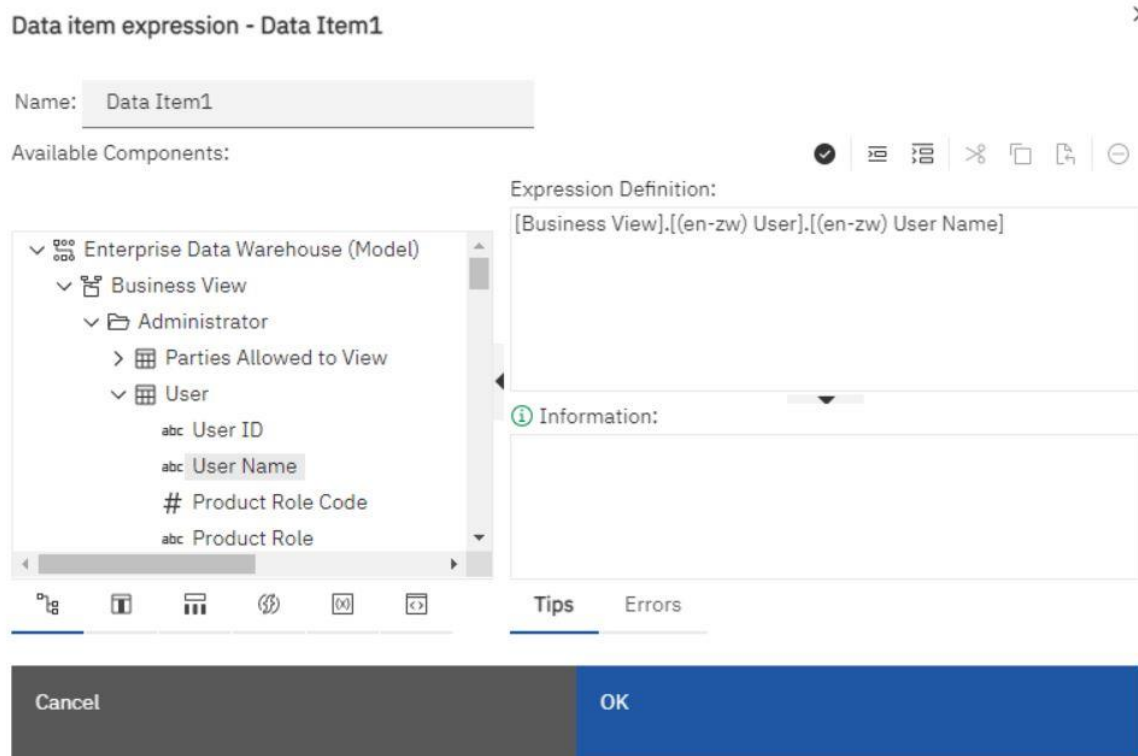 Data item expression - Data Item1
Name: Data Item1
Available Components:
Enterprise Data Warehouse (Model)
Business View
Administrator
Parties Allowed to View
User
abc User ID
abc User Name
# Product Role Code
abc Product Role
Expression Definition:
[Business View].[(en-zw) User].[(en-zw) User Name]
Information:
Tips Errors
Cancel OK